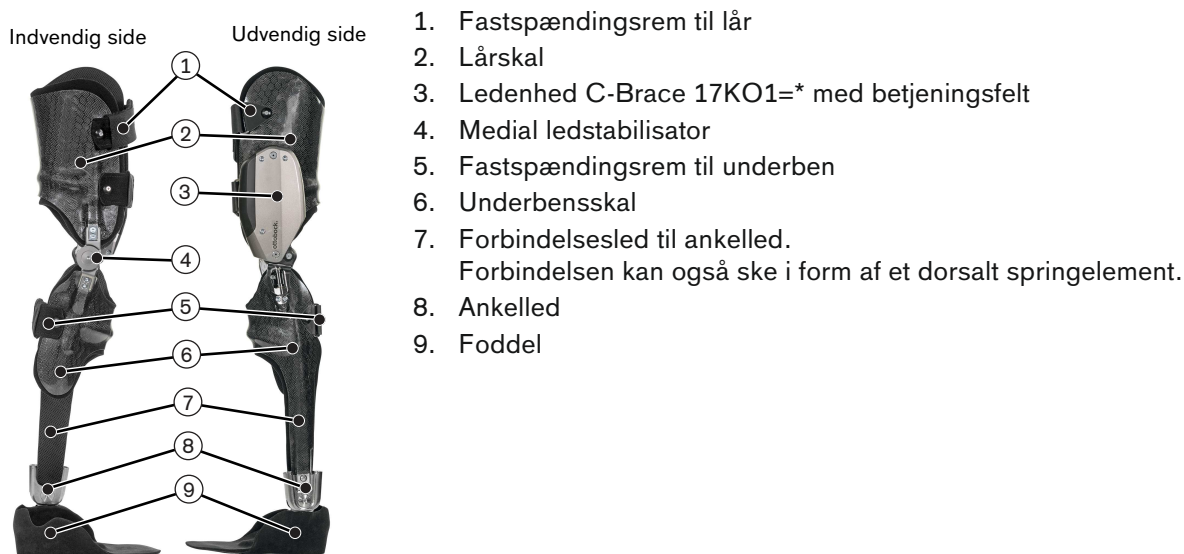 Indvendig side
Udvendig side
1
2
3
4
5
6
7
8
9
ottobock.
1. Fastspændingsrem til lår
2. Lårskal
3. Ledenhed C-Brace 17KO1=* med betjeningsfelt
4. Medial ledstabilisator
5. Fastspændingsrem til underben
6. Underbensskal
7. Forbindelsesled til ankelled.
Forbindelsen kan også ske i form af et dorsalt springelement.
8. Ankelled
9. Foddel